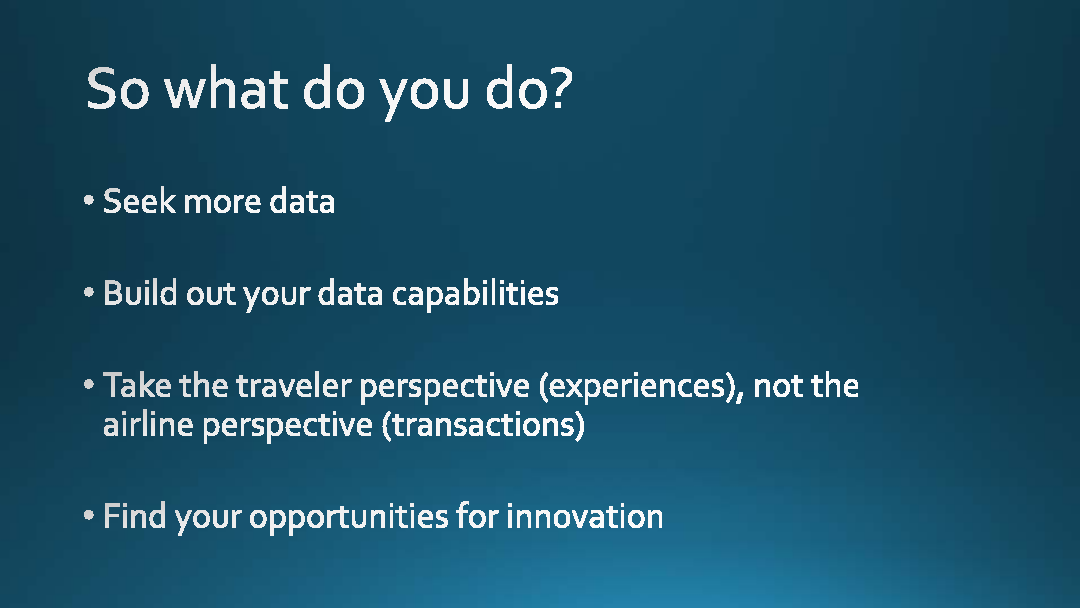 So what do you do?
• Seek more data
• Build out your data capabilities
• Take the traveler perspective (experiences), not the
airline perspective (transactions)
• Find your opportunities for innovation